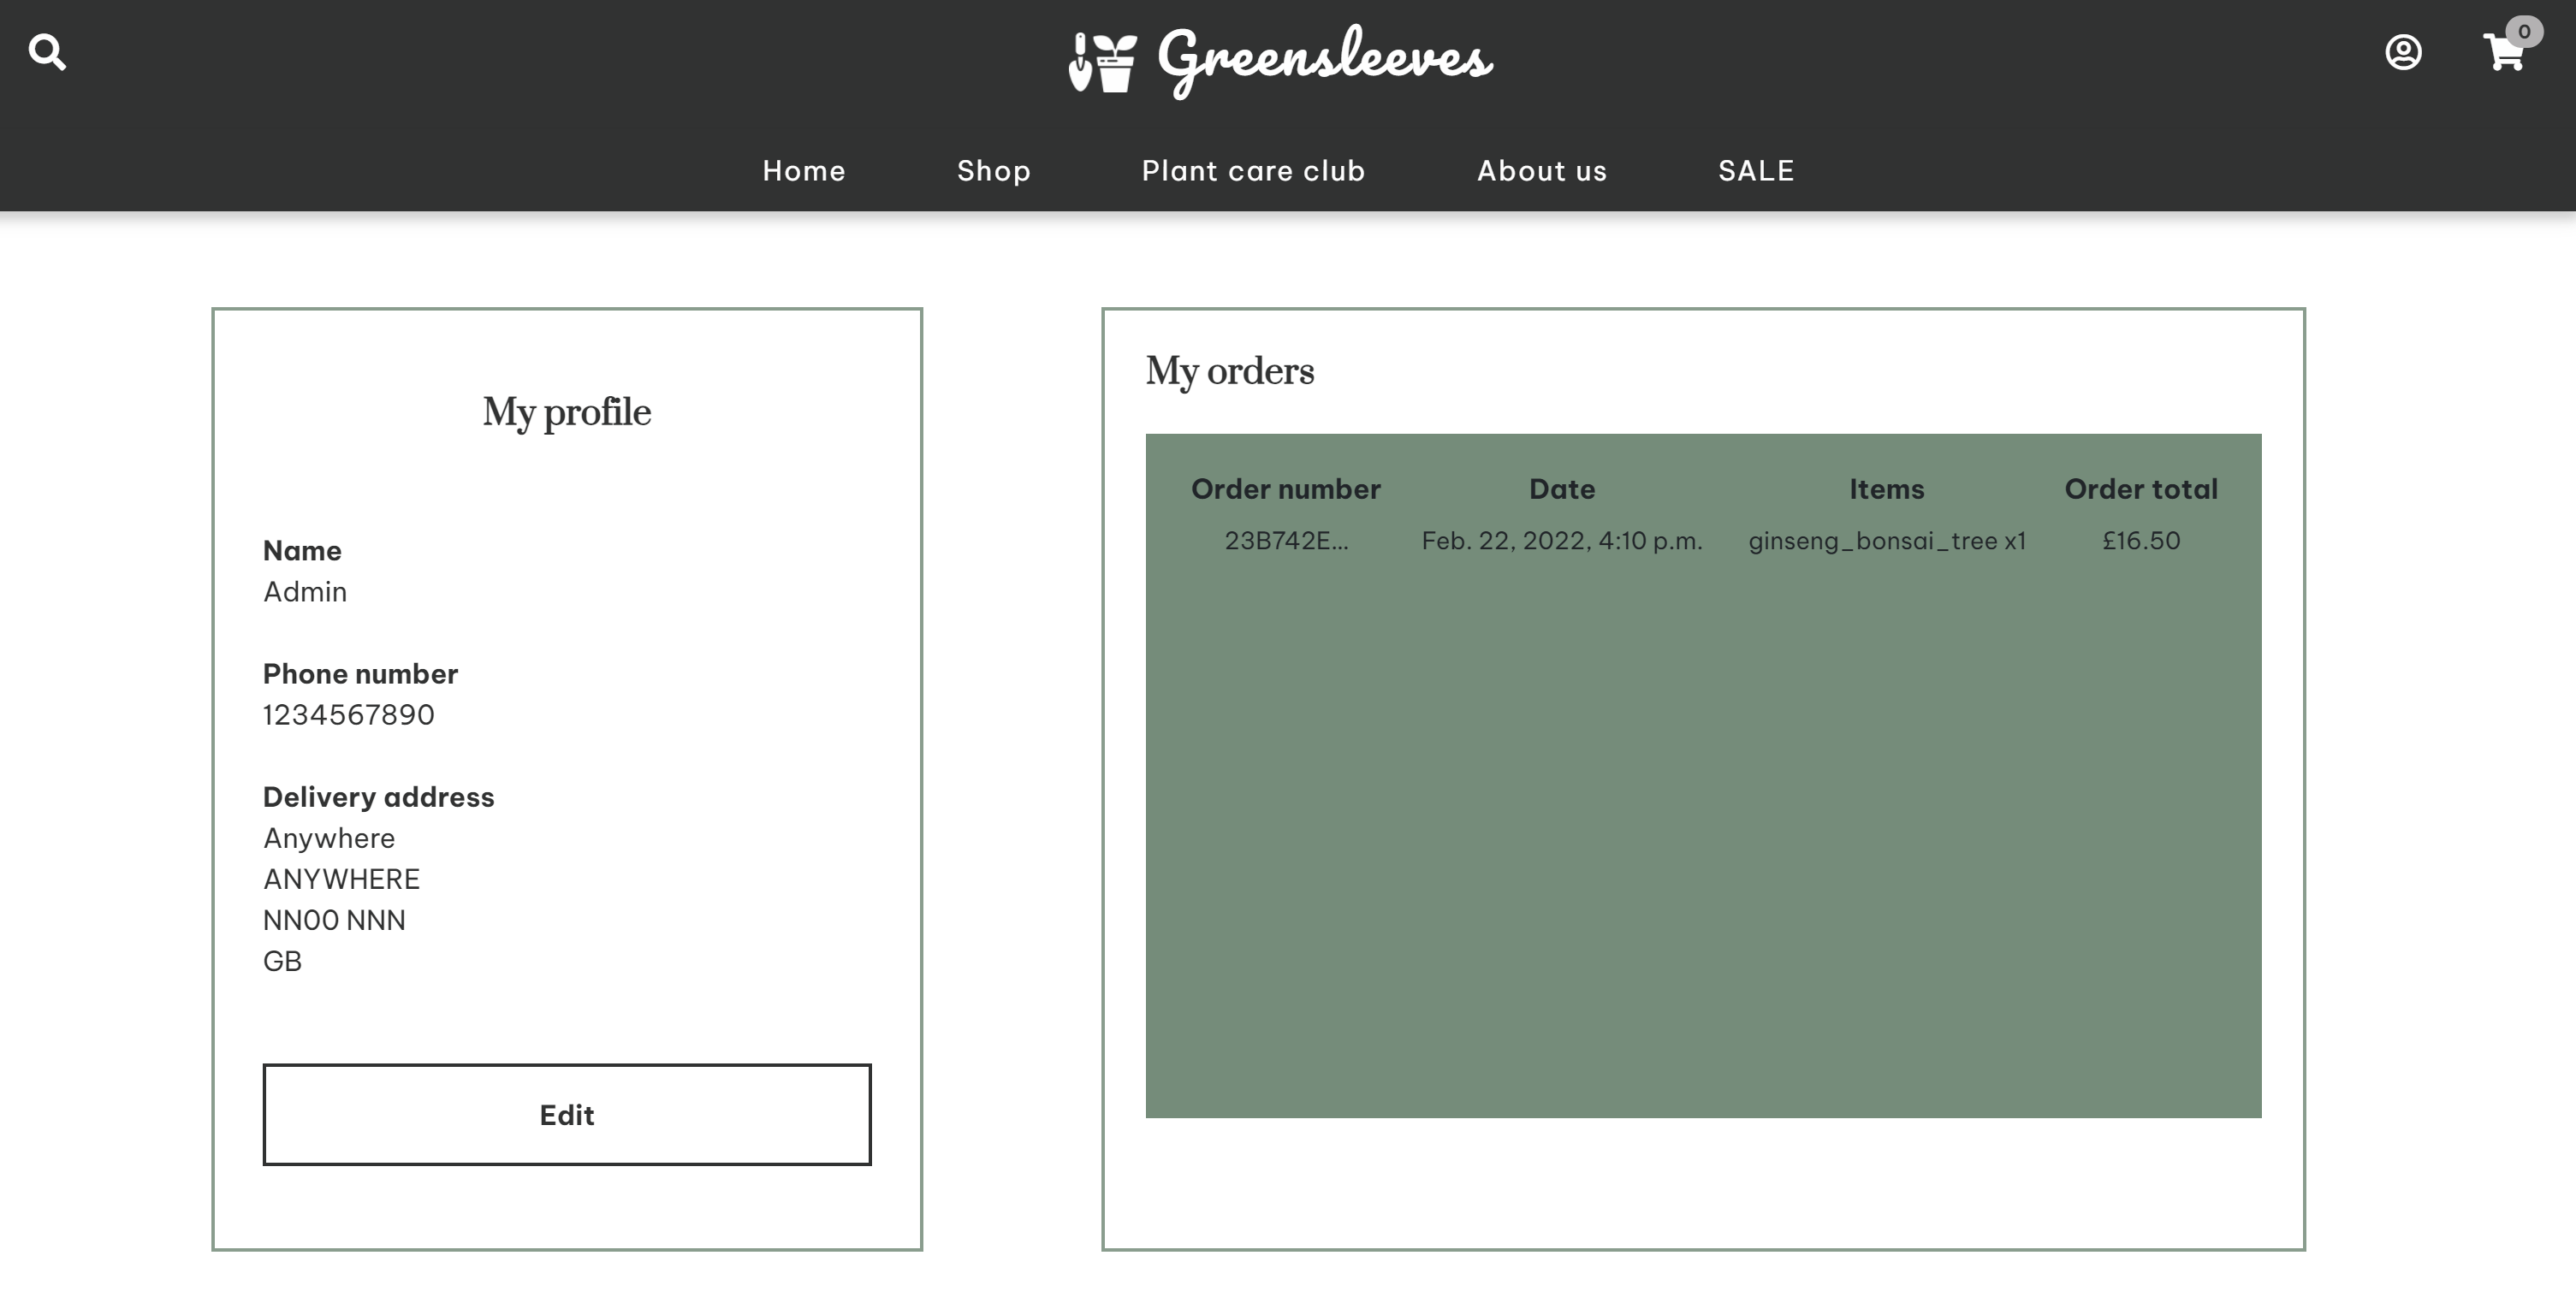 Greensleeves
0
Home Shop Plant care club About us SALE
My profile
Name
Admin
Phone number
1234567890
Delivery address
Anywhere
ANYWHERE
NN00 NNN
GB
Edit
My orders
Order number Date Items Order total
23B742E... Feb. 22, 2022, 4:10 p.m. ginseng_bonsai_tree x1 £16.50